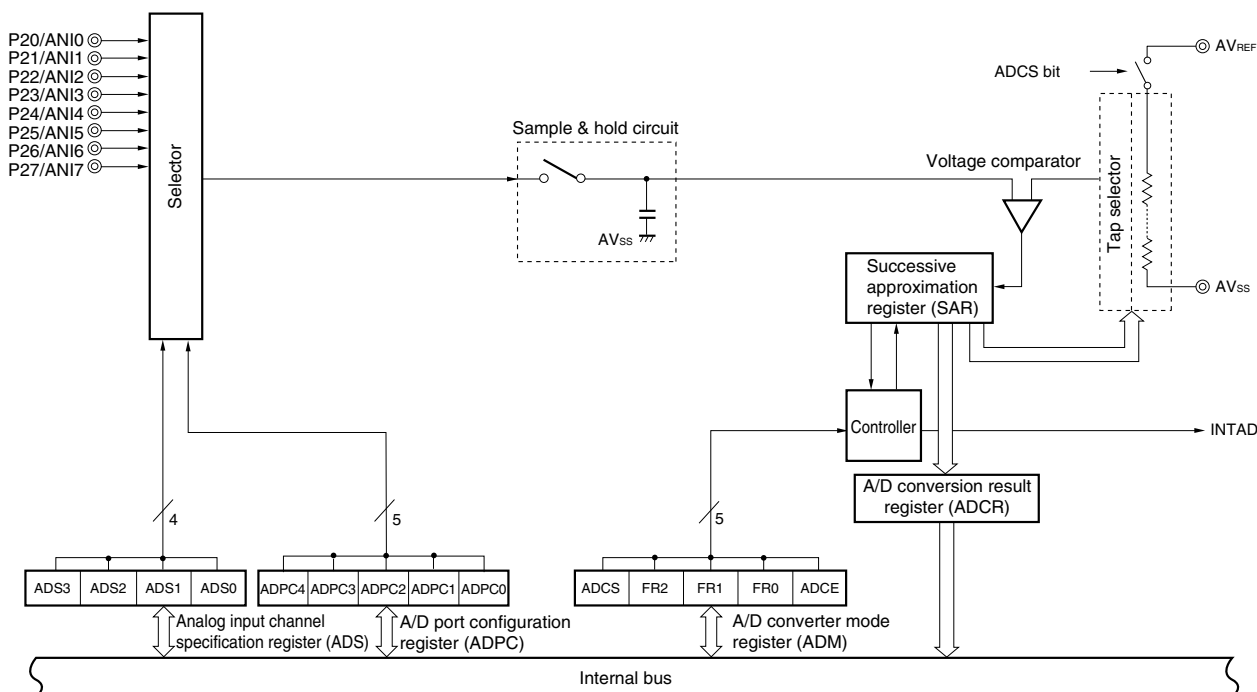 P20/ANI0
P21/ANI1
P22/ANI2
P23/ANI3
P24/ANI4
P25/ANI5
P26/ANI6
P27/ANI7
Selector
Sample & hold circuit
AVSS
Voltage comparator
ADCS bit
AVREF
Tap selector
AVSS
Successive
approximation
register (SAR)
Controller
INTAD
A/D conversion result
register (ADCR)
4
5
5
ADS3 ADS2 ADS1 ADS0
ADPC4 ADPC3 ADPC2 ADPC1 ADPC0
ADCS FR2 FR1 FR0 ADCE
Analog input channel
specification register (ADS)
A/D port configuration
register (ADPC)
A/D converter mode
register (ADM)
Internal bus